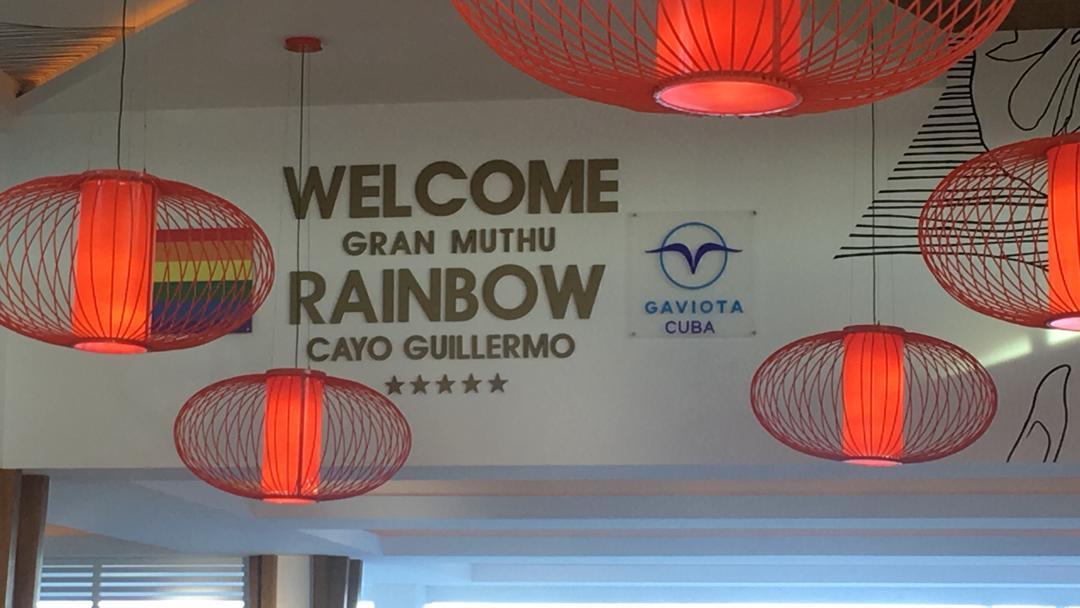 WELCOME
GRAN MUTHU
RAINBOW
CAYO GUILLERMO
GAVIOTA
CUBA